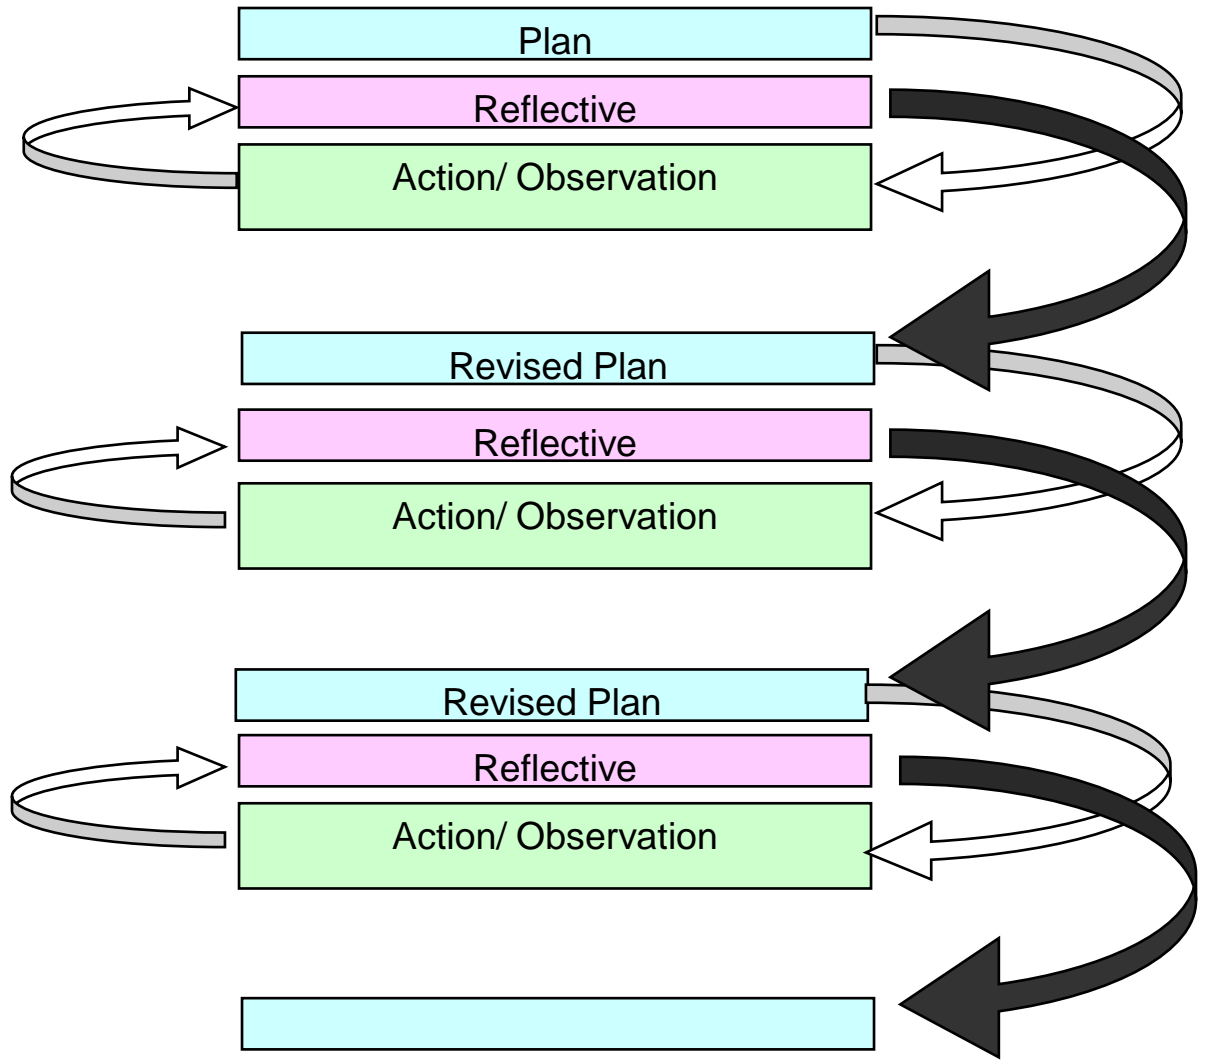 Plan
Reflective
Action/ Observation
Revised Plan
Reflective
Action/ Observation
Revised Plan
Reflective
Action/ Observation